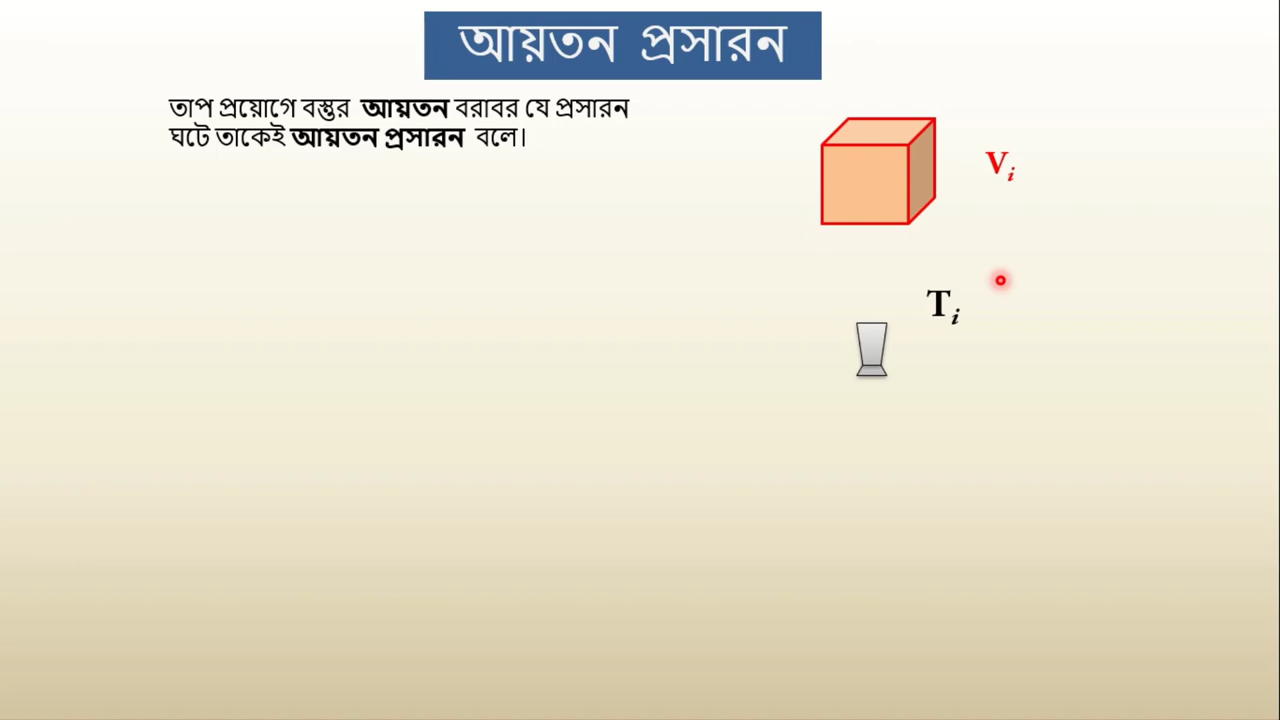 আয়তন প্রসারন
তাপ প্রয়োগে বস্তুর আয়তন বরাবর যে প্রসারন
ঘটে তাকেই আয়তন প্রসারন বলে।
Vᵢ
Tᵢ